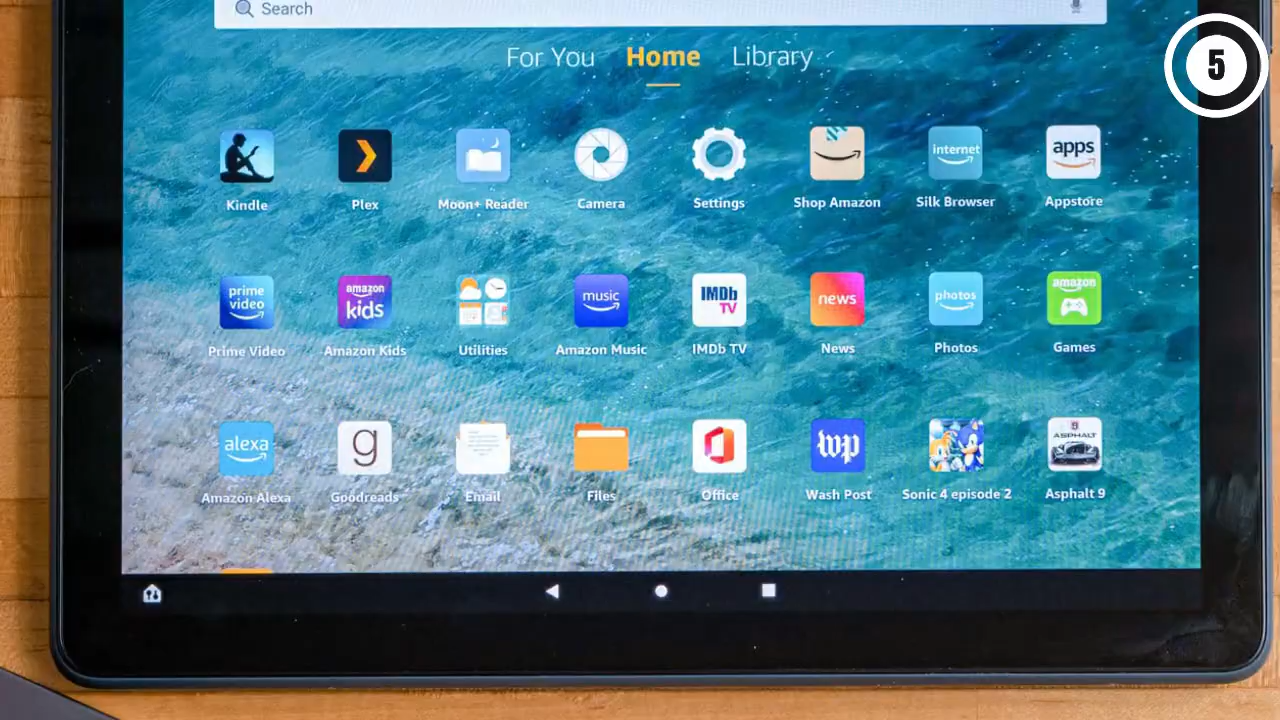 Search
5
For You Home Library
Kindle Plex Moon+ Reader Camera Settings Shop Amazon Silk Browser Appstore
internet apps
prime video amazon kids music IMDb TV news photos amazon
Prime Video Amazon Kids Utilities Amazon Music IMDb TV News Photos Games
alexa g wp ASPHALT
Amazon Alexa Goodreads Email Files Office Wash Post Sonic 4 episode 2 Asphalt 9